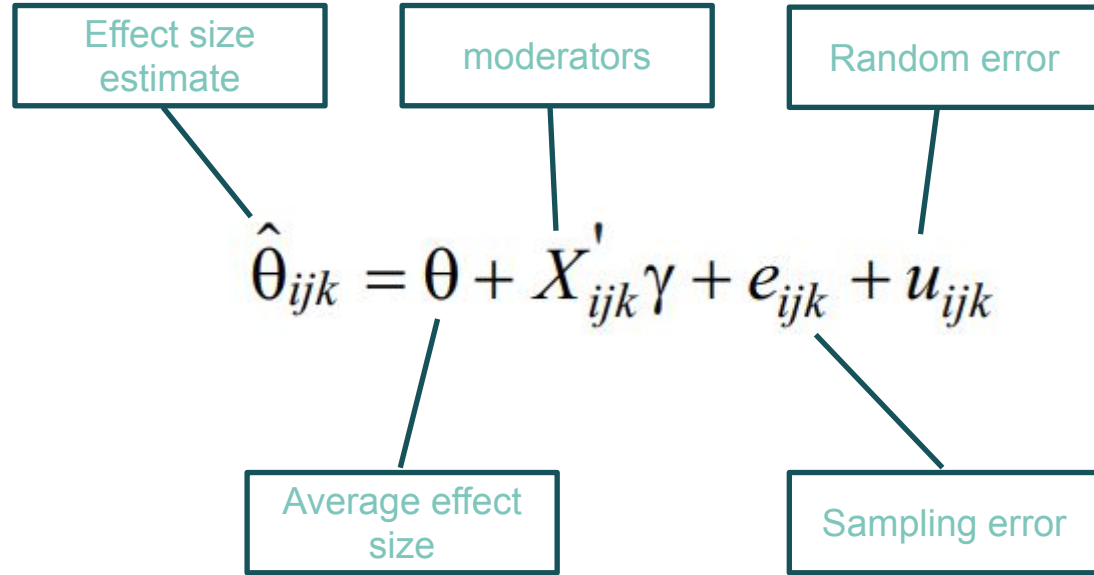 Effect size
estimate
moderators
Random error
θ̂ᵢⱼₖ = θ + X'ᵢⱼₖγ + eᵢⱼₖ + uᵢⱼₖ
Average effect
size
Sampling error